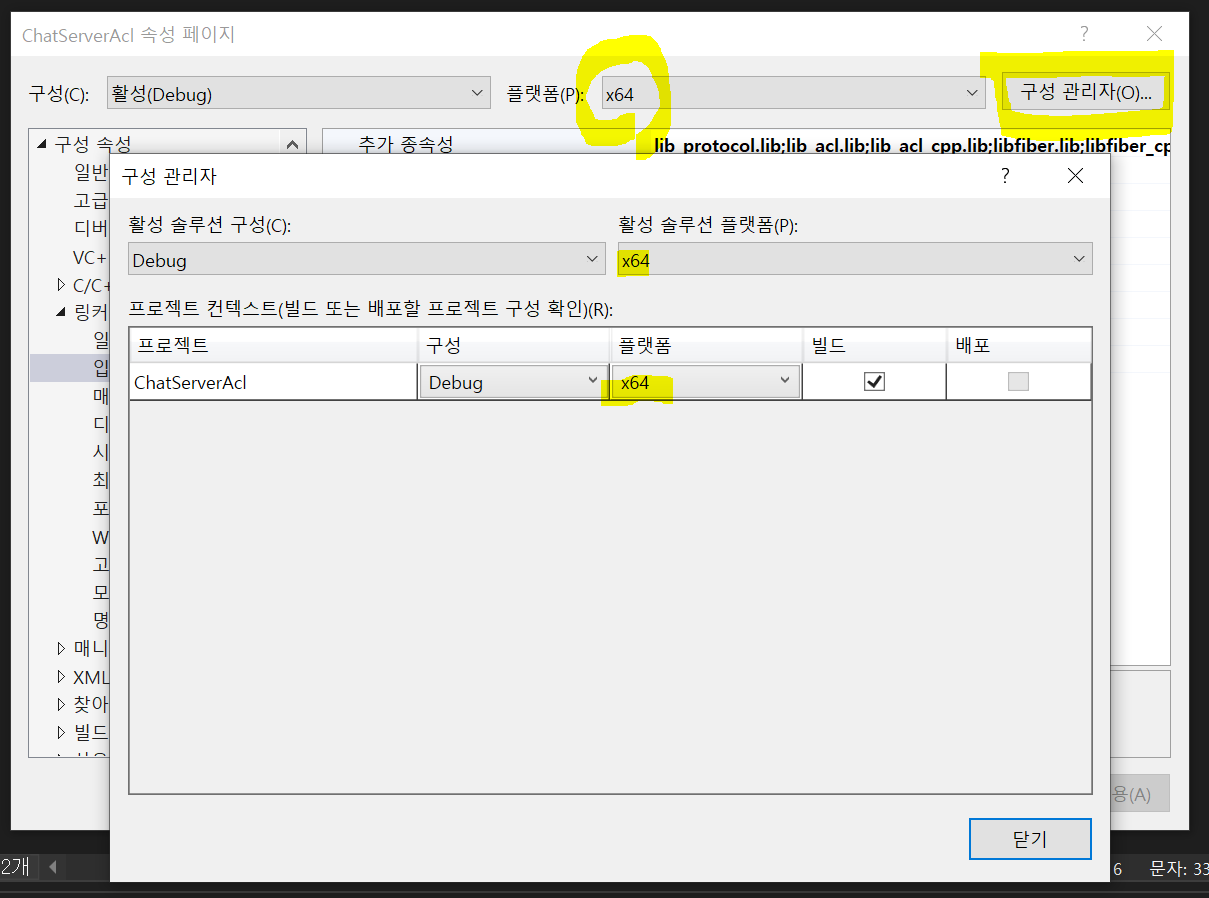 ChatServerAcl 속성 페이지
구성(C): 활성(Debug) 플랫폼(P): x64 구성 관리자(O)...
구성 속성 추가 종속성 lib_protocol.lib;lib_acl.lib;lib_acl_cpp.lib;libfiber.lib;libfiber_cp
일반
고급
디버
VC+
C/C+
링커
매
디
시
최
포
W
고
모
명
매니
XML
찾아
빌드
구성 관리자
활성 솔루션 구성(C): 활성 솔루션 플랫폼(P):
Debug x64
프로젝트 컨텍스트(빌드 또는 배포할 프로젝트 구성 확인)(R):
프로젝트 구성 플랫폼 빌드 배포
ChatServerAcl Debug x64
닫기
용(A)
2개 6 문자: 33